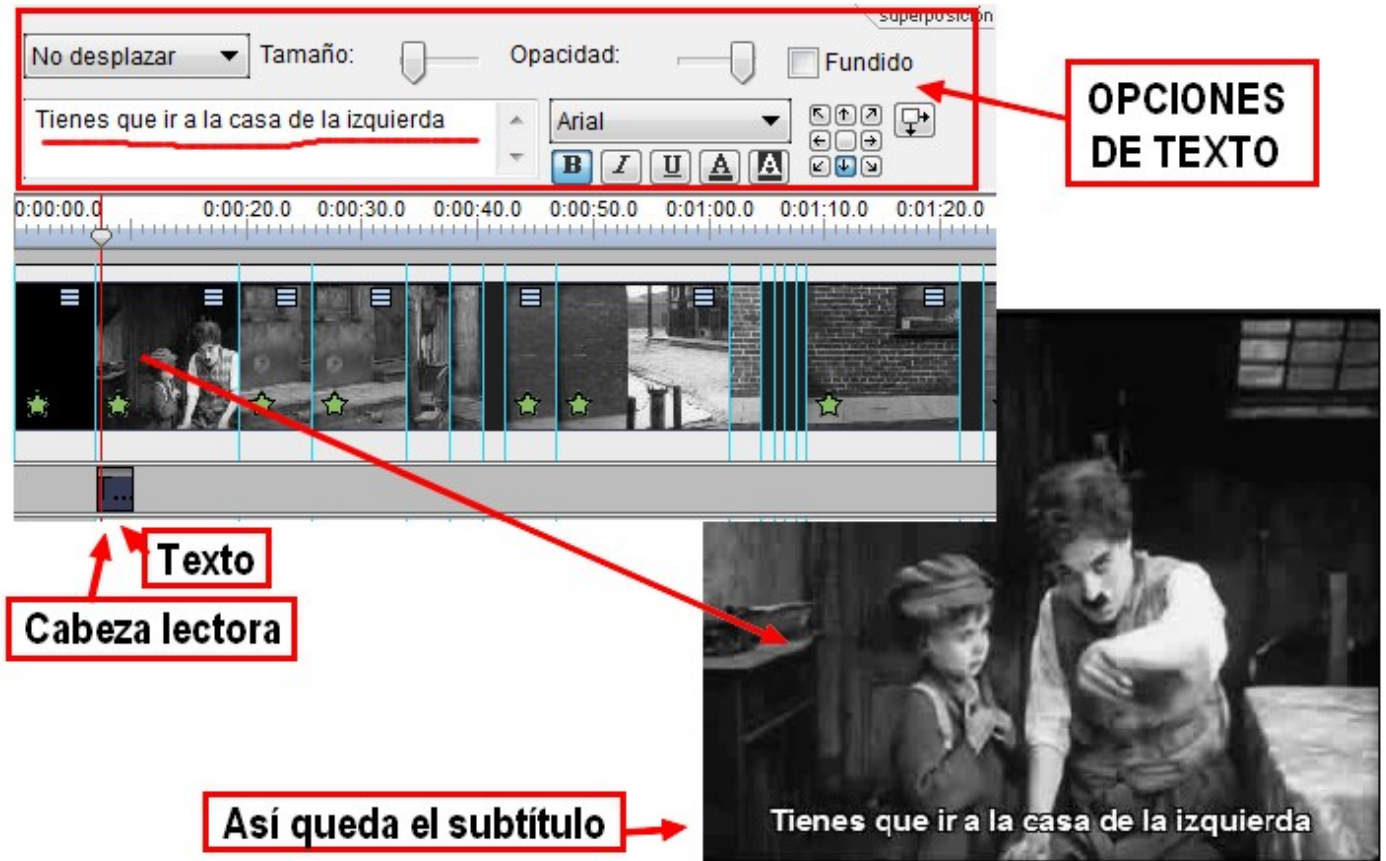 superposición
No desplazar Tamaño: Opacidad: Fundido
Tienes que ir a la casa de la izquierda
Arial
B I U A A
OPCIONES
DE TEXTO
0:00:00.0 0:00:20.0 0:00:30.0 0:00:40.0 0:00:50.0 0:01:00.0 0:01:10.0 0:01:20.0
T...
Texto
Cabeza lectora
Así queda el subtítulo
Tienes que ir a la casa de la izquierda